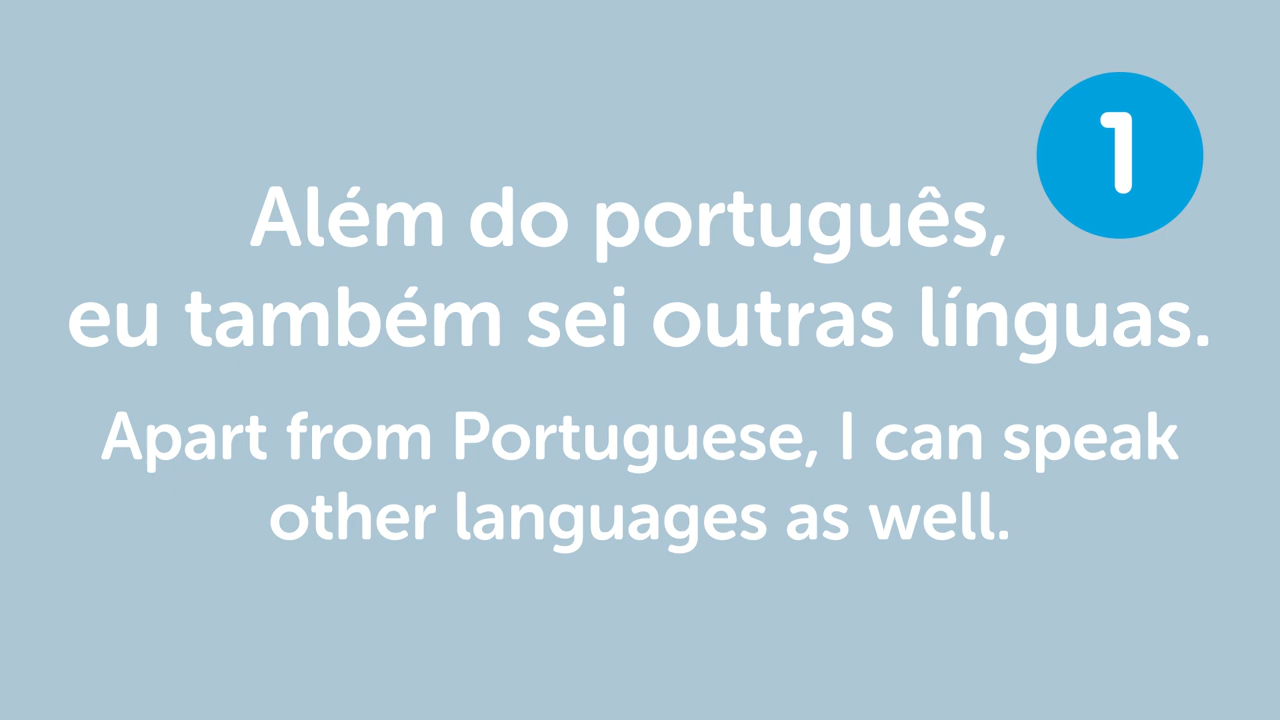 1
Além do português,
eu também sei outras línguas.
Apart from Portuguese, I can speak
other languages as well.